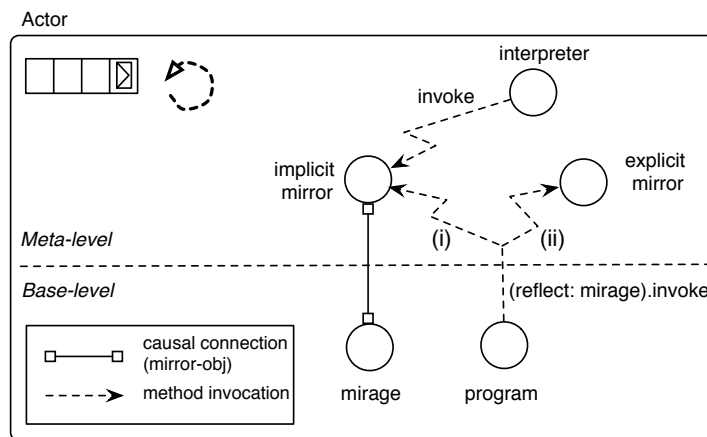 Actor
interpreter
invoke
implicit
mirror
explicit
mirror
(i)
(ii)
Meta-level
Base-level
(reflect: mirage).invoke
causal connection
(mirror-obj)
method invocation
mirage
program